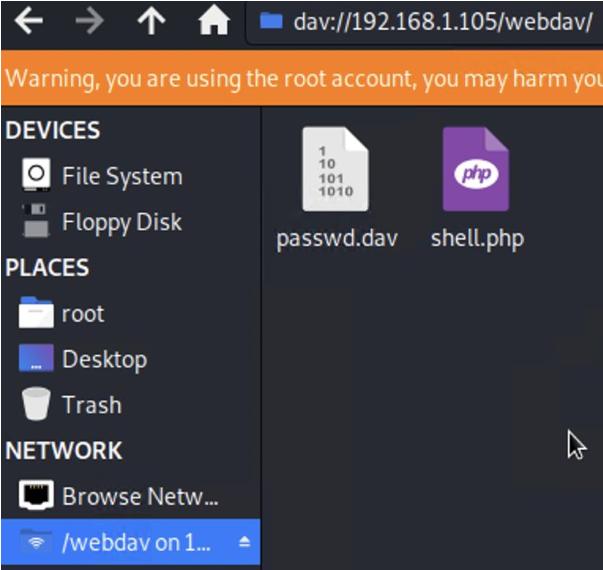 dav://192.168.1.105/webdav/
Warning, you are using the root account, you may harm you
DEVICES
File System
Floppy Disk
PLACES
root
Desktop
Trash
NETWORK
Browse Netw...
/webdav on 1...
1
10
101
1010
passwd.dav
php
shell.php